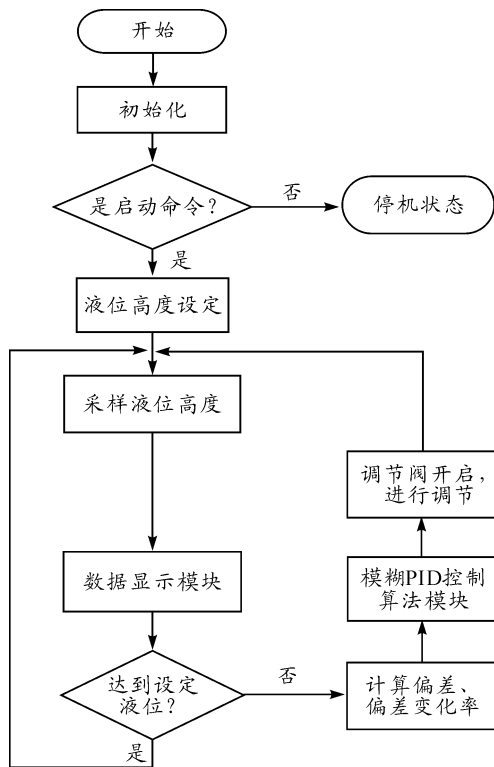 开始
初始化
是启动命令?
否
停机状态
是
液位高度设定
采样液位高度
数据显示模块
达到设定
液位?
否
是
计算偏差、
偏差变化率
模糊PID控制
算法模块
调节阀开启,
进行调节